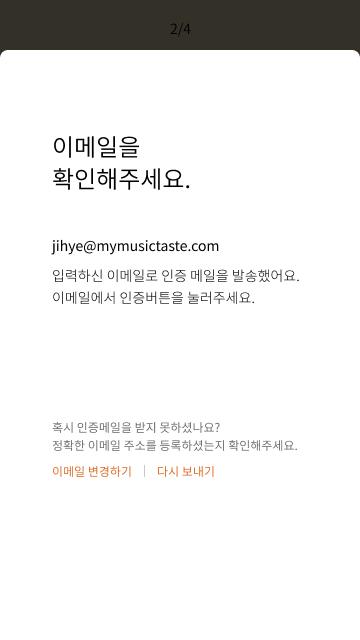 2/4
이메일을
확인해주세요.
jihye@mymusictaste.com
입력하신 이메일로 인증 메일을 발송했어요.
이메일에서 인증버튼을 눌러주세요.
혹시 인증메일을 받지 못하셨나요?
정확한 이메일 주소를 등록하셨는지 확인해주세요.
이메일 변경하기 | 다시 보내기